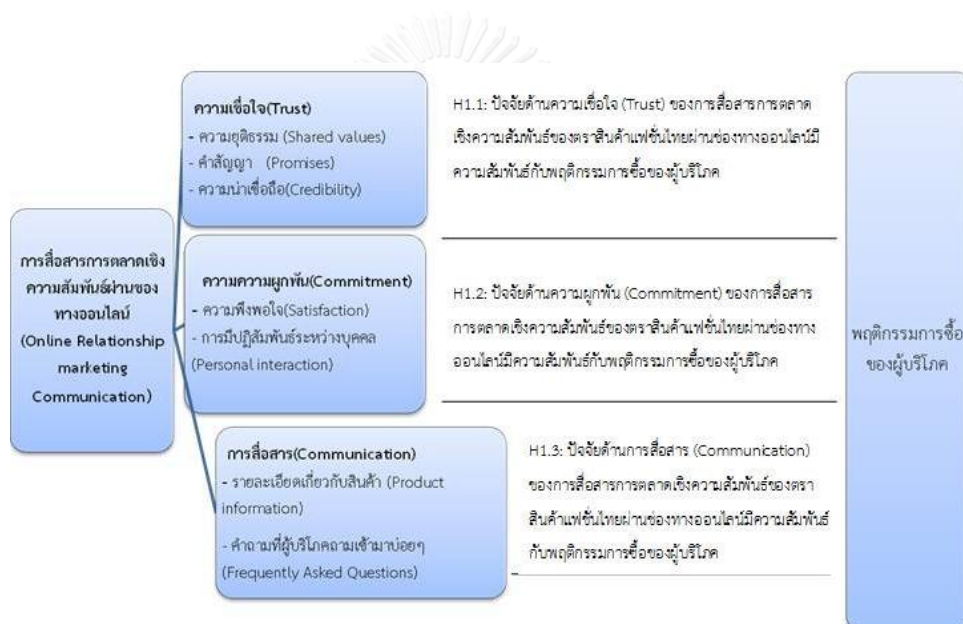 การสื่อสารการตลาดเชิง
ความสัมพันธ์ผ่านของ
ทางออนไลน์
(Online Relationship
marketing
Communication)
ความเชื่อใจ(Trust)
- ความยุติธรรม (Shared values)
- คำสัญญา (Promises)
- ความน่าเชื่อถือ(Credibility)
H1.1: ปัจจัยด้านความเชื่อใจ (Trust) ของการสื่อสารการตลาด
เชิงความสัมพันธ์ของตราสินค้าแฟชั่นไทยผ่านช่องทางออนไลน์มี
ความสัมพันธ์กับพฤติกรรมการซื้อของผู้บริโภค
ความความผูกพัน(Commitment)
- ความพึงพอใจ(Satisfaction)
- การมีปฏิสัมพันธ์ระหว่างบุคคล
(Personal interaction)
H1.2: ปัจจัยด้านความผูกพัน (Commitment) ของการสื่อสาร
การตลาดเชิงความสัมพันธ์ของตราสินค้าแฟชั่นไทยผ่านช่องทาง
ออนไลน์มีความสัมพันธ์กับพฤติกรรมการซื้อของผู้บริโภค
การสื่อสาร(Communication)
- รายละเอียดเกี่ยวกับสินค้า (Product
information)
- คำถามที่ผู้บริโภคถามเข้ามาบ่อยๆ
(Frequently Asked Questions)
H1.3: ปัจจัยด้านการสื่อสาร (Communication)
ของการสื่อสารการตลาดเชิงความสัมพันธ์ของตรา
สินค้าแฟชั่นไทยผ่านช่องทางออนไลน์มีความสัมพันธ์
กับพฤติกรรมการซื้อของผู้บริโภค
พฤติกรรมการซื้อ
ของผู้บริโภค